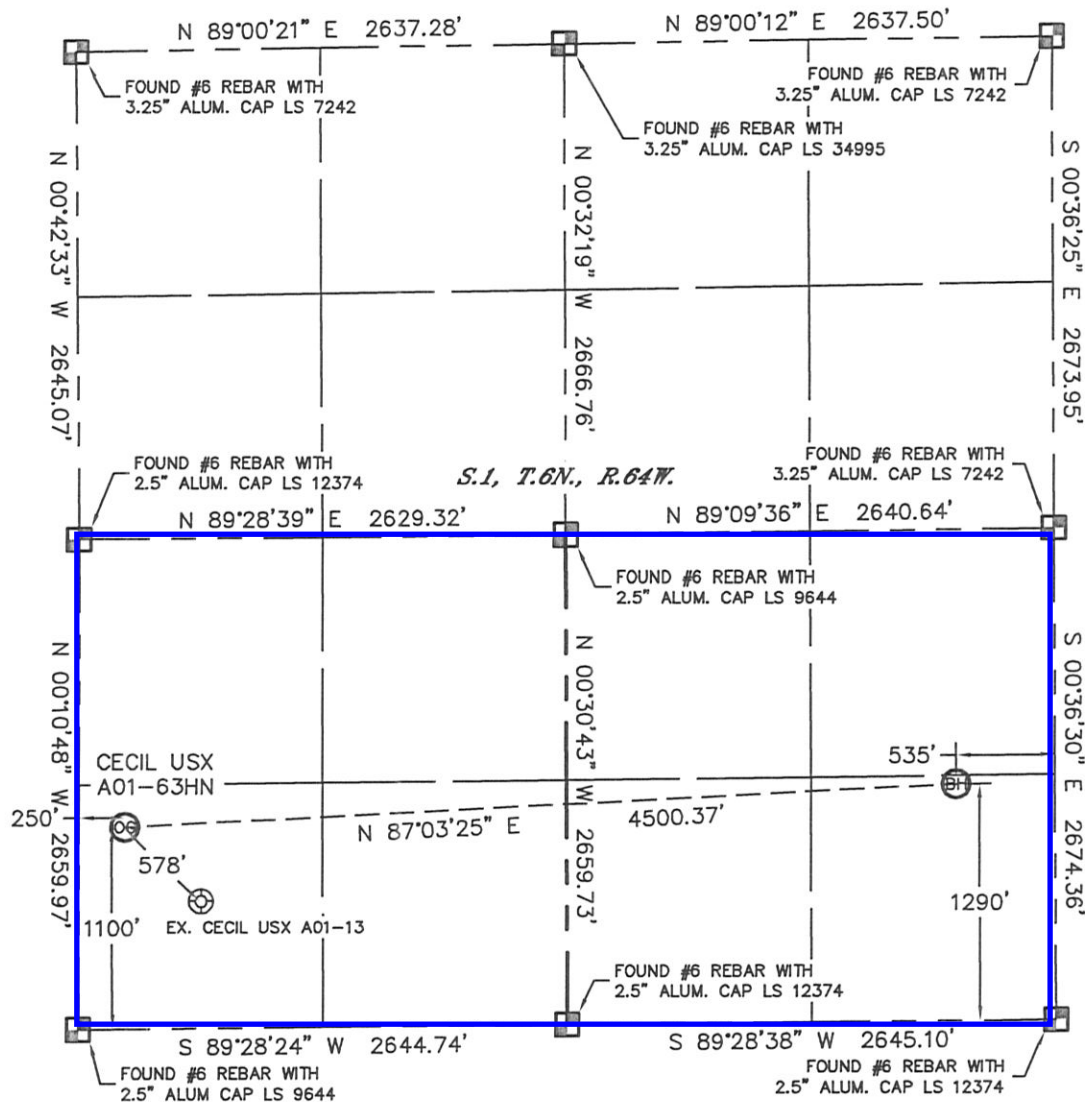 N 89°00'21" E 2637.28'
N 89°00'12" E 2637.50'
FOUND #6 REBAR WITH
3.25" ALUM. CAP LS 7242
FOUND #6 REBAR WITH
3.25" ALUM. CAP LS 34995
FOUND #6 REBAR WITH
3.25" ALUM. CAP LS 7242
N 00°42'33" W 2645.07'
N 00°32'19" W 2666.76'
S 00°36'25" E 2673.95'
FOUND #6 REBAR WITH
2.5" ALUM. CAP LS 12374
S.1, T.6N., R.64W.
FOUND #6 REBAR WITH
3.25" ALUM. CAP LS 7242
N 89°28'39" E 2629.32'
N 89°09'36" E 2640.64'
FOUND #6 REBAR WITH
2.5" ALUM. CAP LS 9644
N 00°10'48" W 2659.97'
N 00°30'43" W 2659.73'
S 00°36'30" E 2674.36'
CECIL USX
A01-63HN
535'
BH
250'
OG
N 87°03'25" E 4500.37'
578'
1100'
EX. CECIL USX A01-13
1290'
FOUND #6 REBAR WITH
2.5" ALUM. CAP LS 12374
S 89°28'24" W 2644.74'
S 89°28'38" W 2645.10'
FOUND #6 REBAR WITH
2.5" ALUM CAP LS 9644
FOUND #6 REBAR WITH
2.5" ALUM. CAP LS 12374